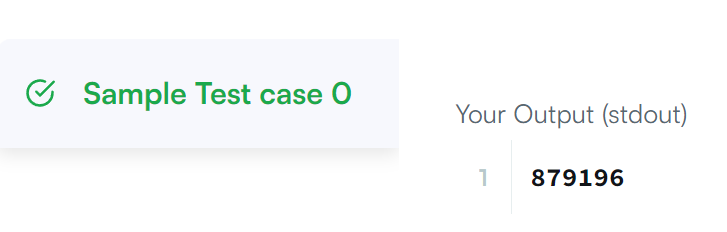 Sample Test case 0
Your Output (stdout)
1 879196